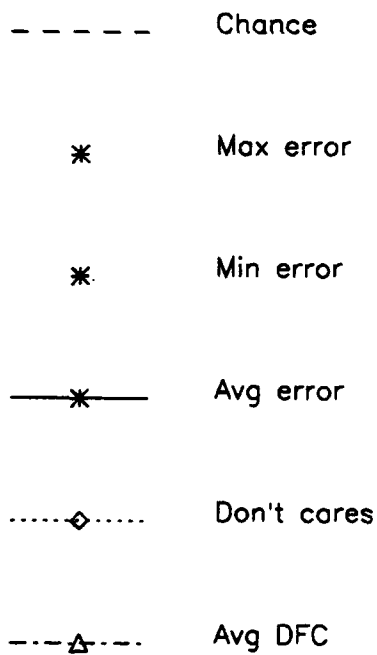 Chance
Max error
Min error
Avg error
Don't cares
Avg DFC